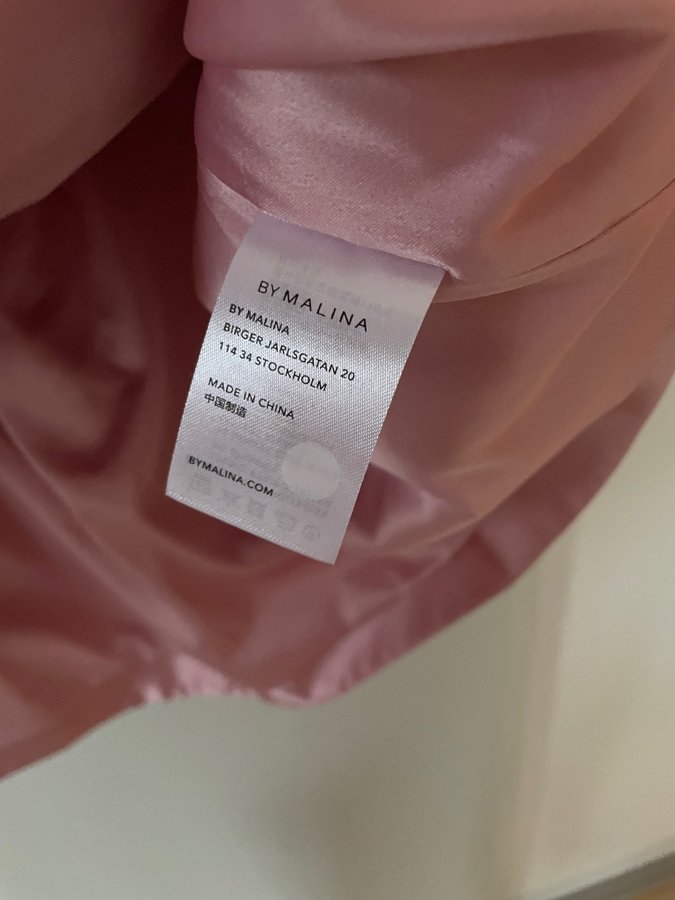 BY MALINA
BY MALINA
BIRGER JARLSGATAN 20
114 34 STOCKHOLM
MADE IN CHINA
中国制造
BYMALINA.COM